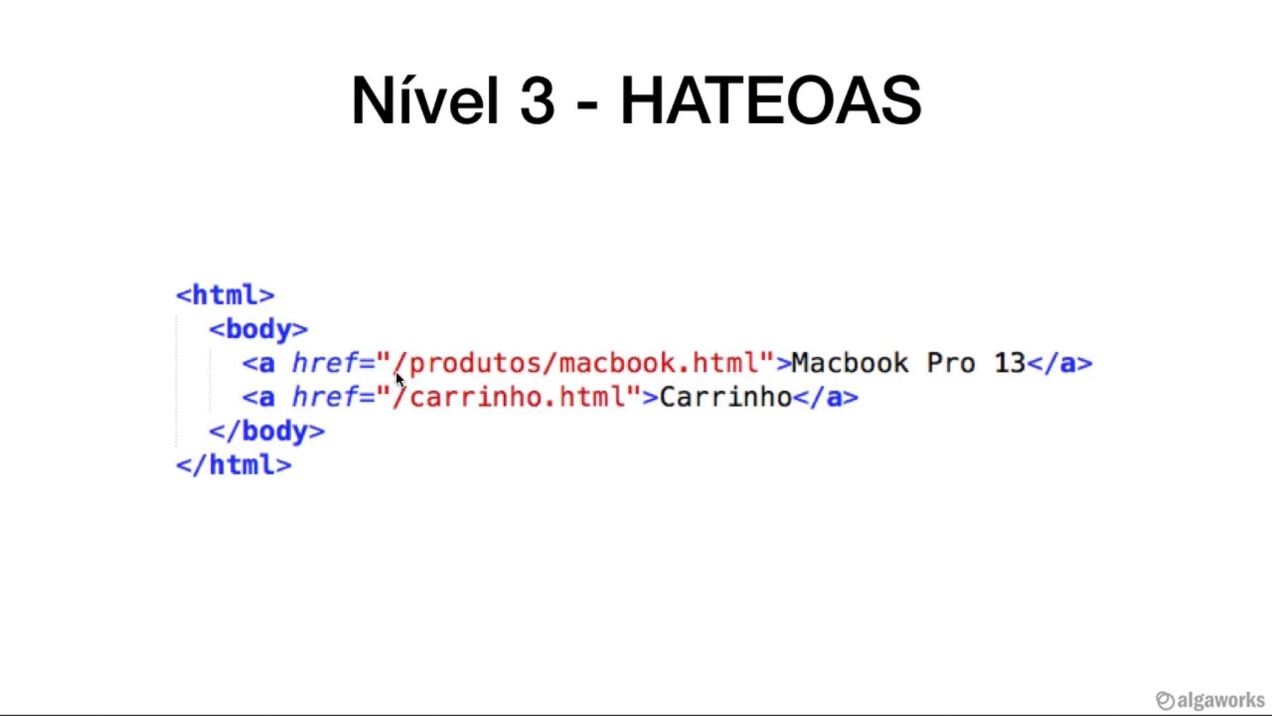 Nível 3 - HATEOAS
<html>
<body>
<a href="/produtos/macbook.html">Macbook Pro 13</a>
<a href="/carrinho.html">Carrinho</a>
</body>
</html>
algaworks